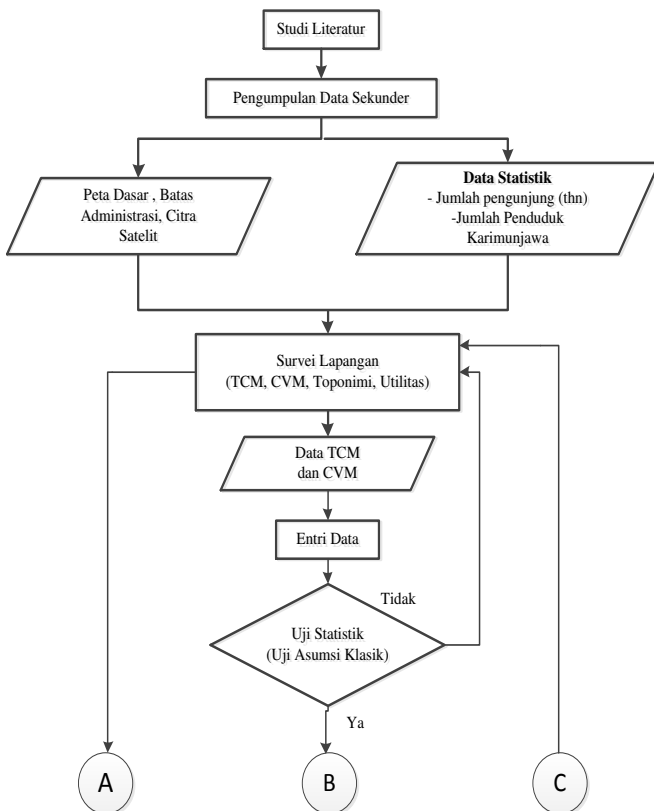 Studi Literatur
Pengumpulan Data Sekunder
Peta Dasar , Batas
Administrasi, Citra
Satelit
Data Statistik
- Jumlah pengunjung (thn)
-Jumlah Penduduk
Karimunjawa
Survei Lapangan
(TCM, CVM, Toponimi, Utilitas)
Data TCM
dan CVM
Entri Data
Tidak
Uji Statistik
(Uji Asumsi Klasik)
Ya
A
B
C